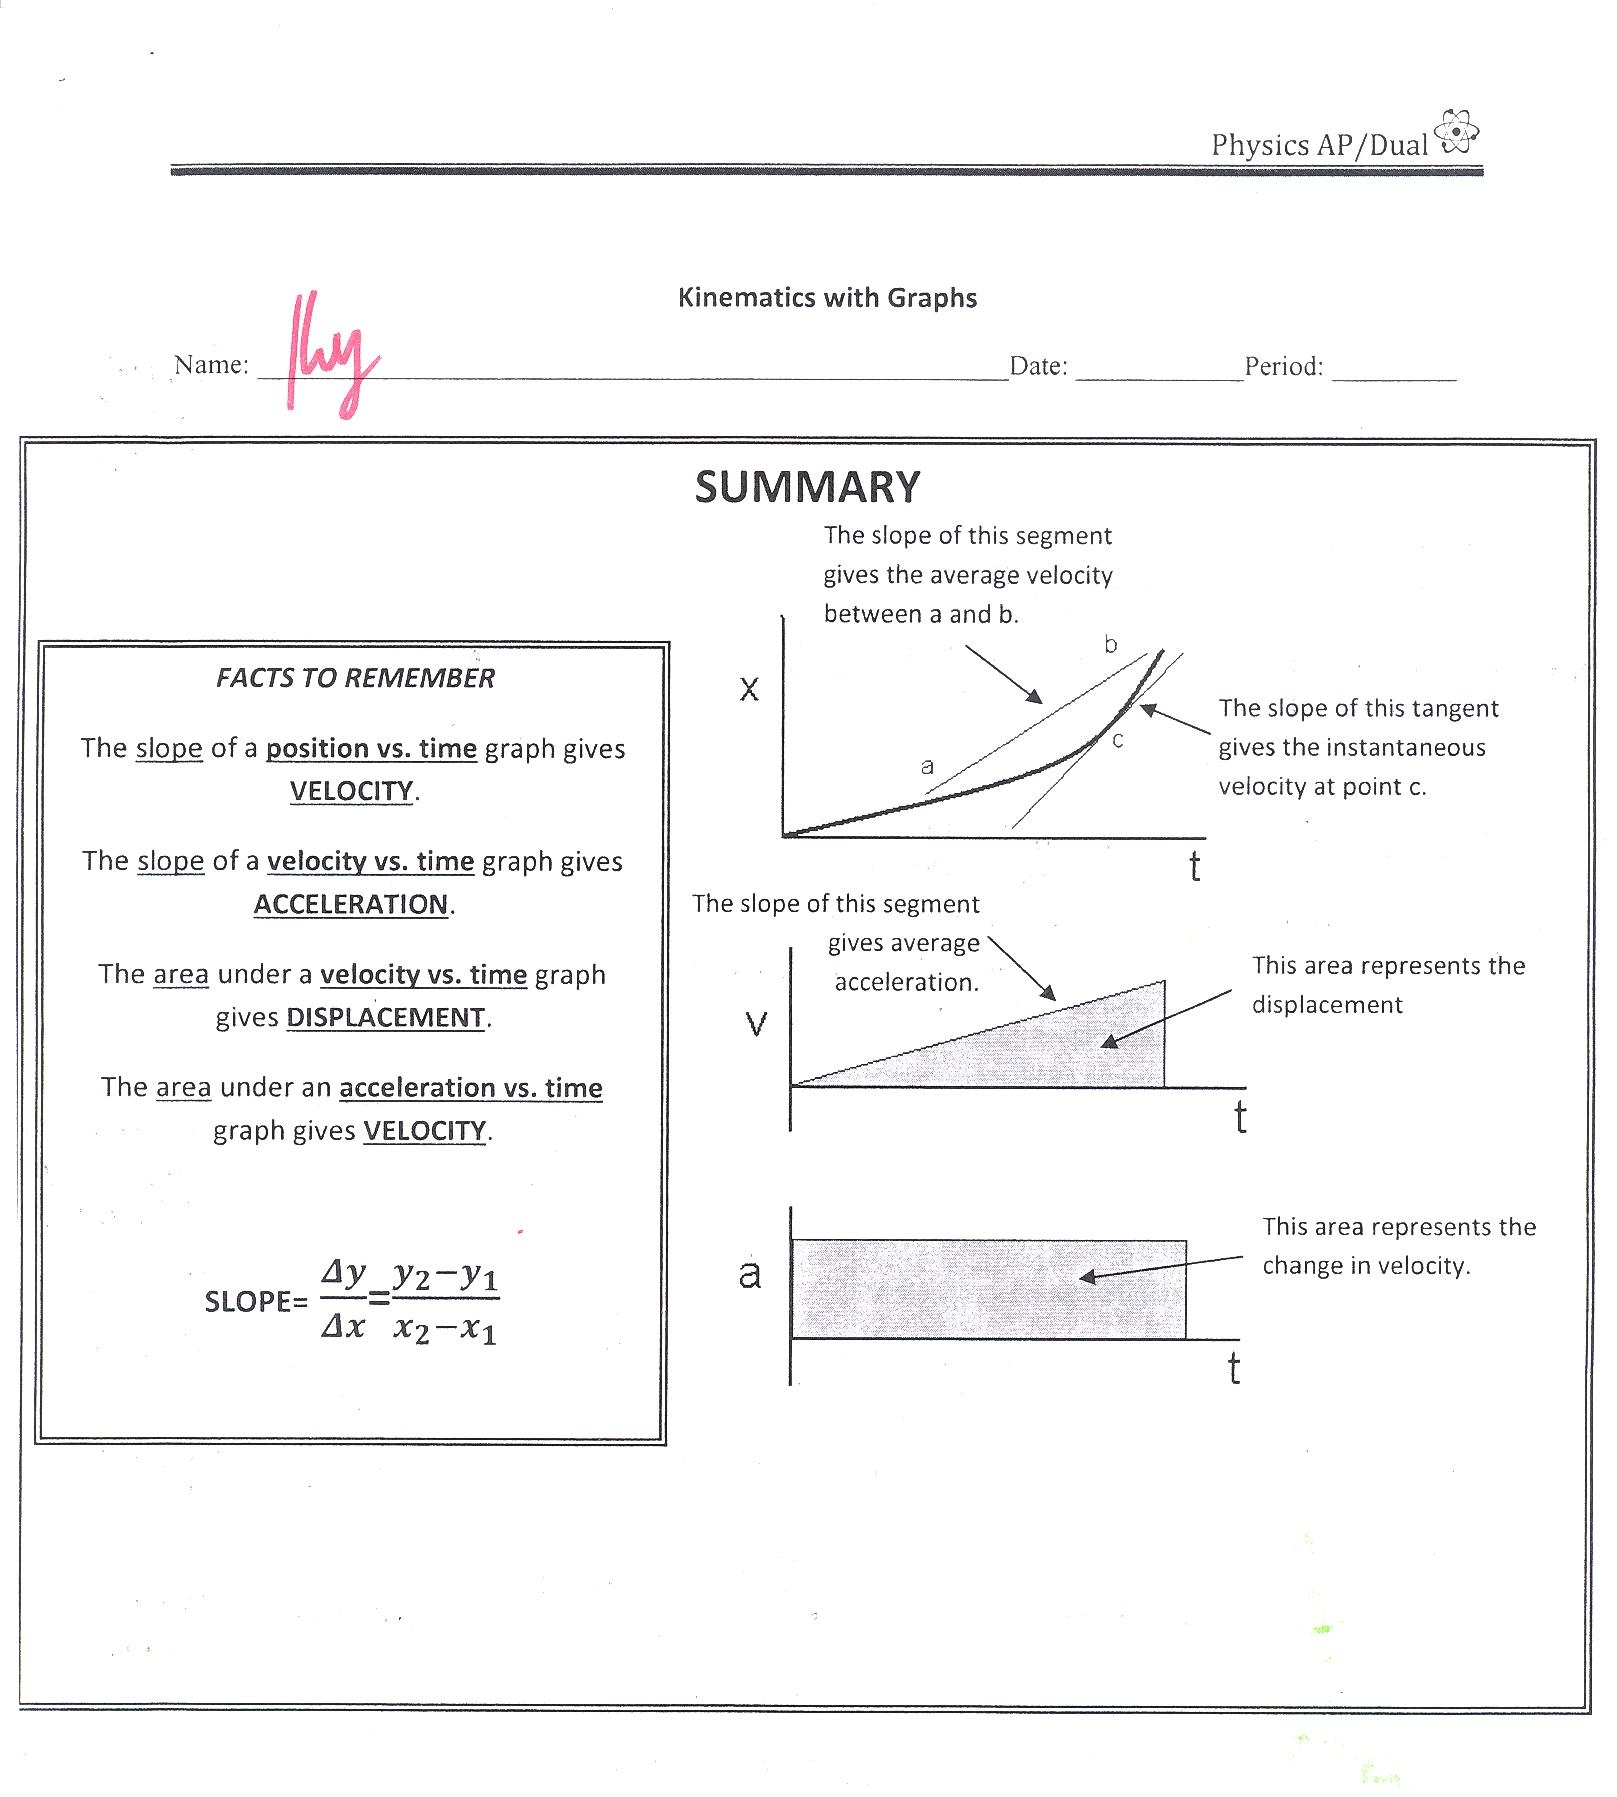 Physics AP/Dual
Kinematics with Graphs
Name: Key Date: Period:
SUMMARY
The slope of this segment
gives the average velocity
between a and b.
FACTS TO REMEMBER
The slope of a position vs. time graph gives
VELOCITY.
The slope of a velocity vs. time graph gives
ACCELERATION.
The area under a velocity vs. time graph
gives DISPLACEMENT.
The area under an acceleration vs. time
graph gives VELOCITY.
SLOPE= Δy/Δx = y₂−y₁/x₂−x₁
x
b
a
c
The slope of this tangent
gives the instantaneous
velocity at point c.
t
The slope of this segment
gives average
acceleration.
v
This area represents the
displacement
t
a
This area represents the
change in velocity.
t